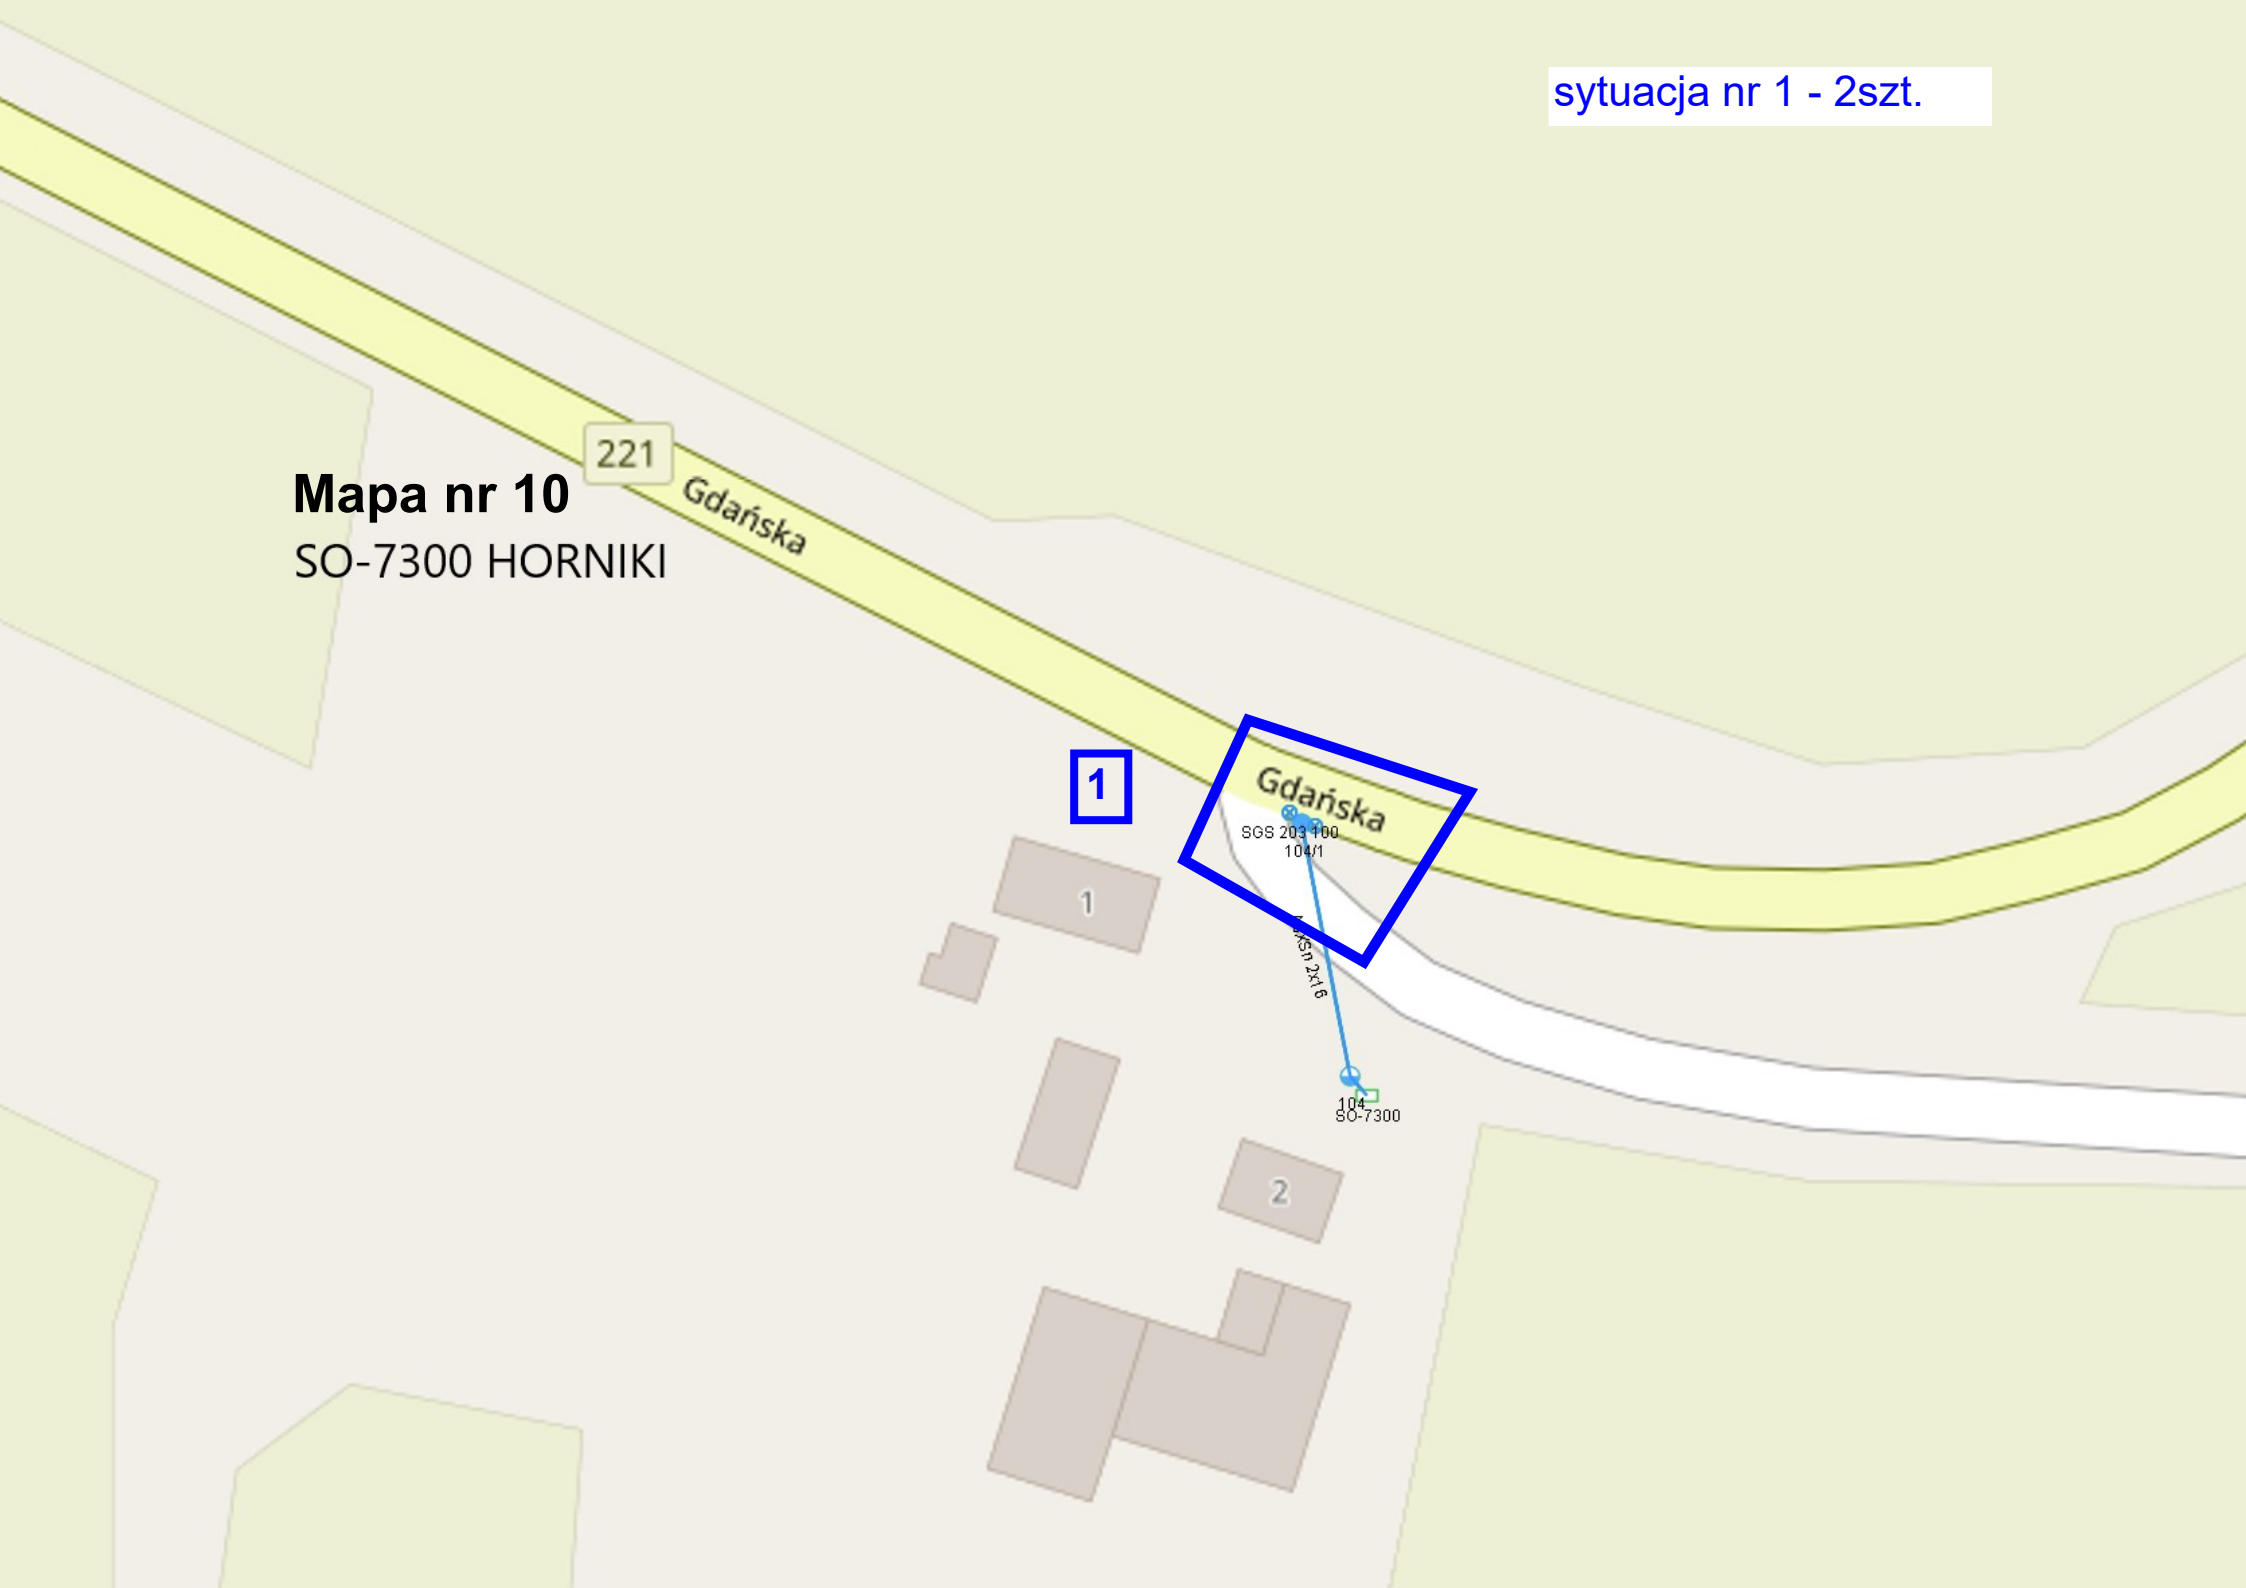 sytuacja nr 1 - 2szt.
221
Gdańska
Mapa nr 10
SO-7300 HORNIKI
1
Gdańska
SGS 203 100
104/1
1
2x16
104
SO-7300
2